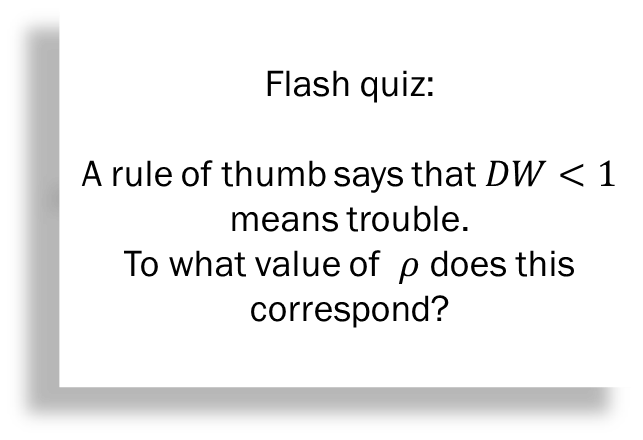 Flash quiz:
A rule of thumb says that 𝐷𝑊 < 1
means trouble.
To what value of 𝜌 does this
correspond?